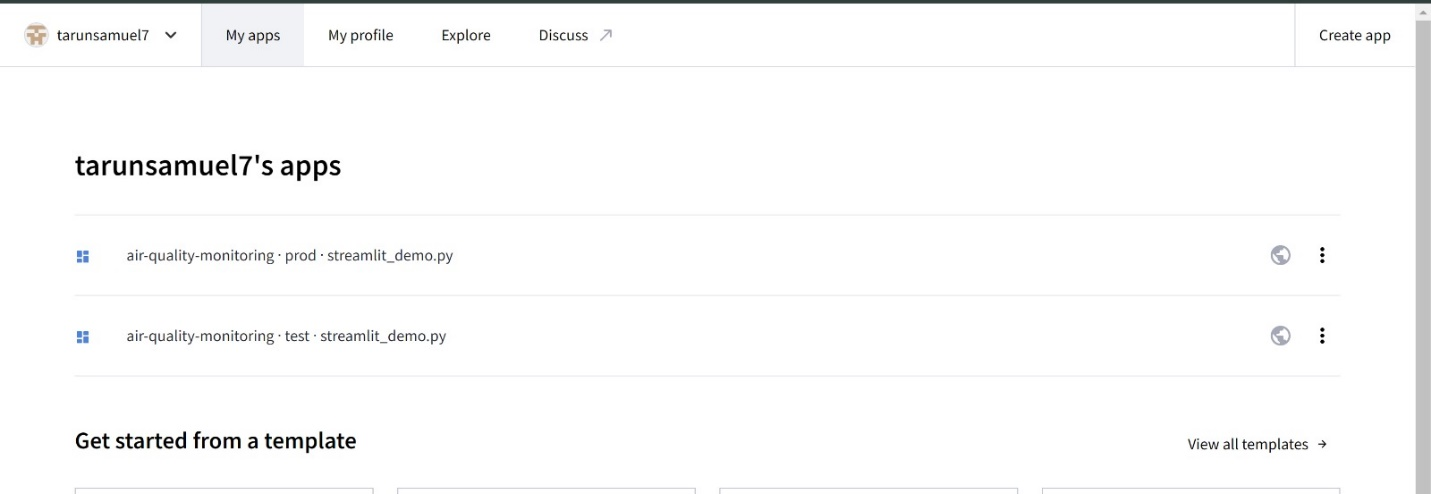 tarunsamuel7 My apps My profile Explore Discuss Create app
tarunsamuel7's apps
air-quality-monitoring · prod · streamlit_demo.py
air-quality-monitoring · test · streamlit_demo.py
Get started from a template View all templates →